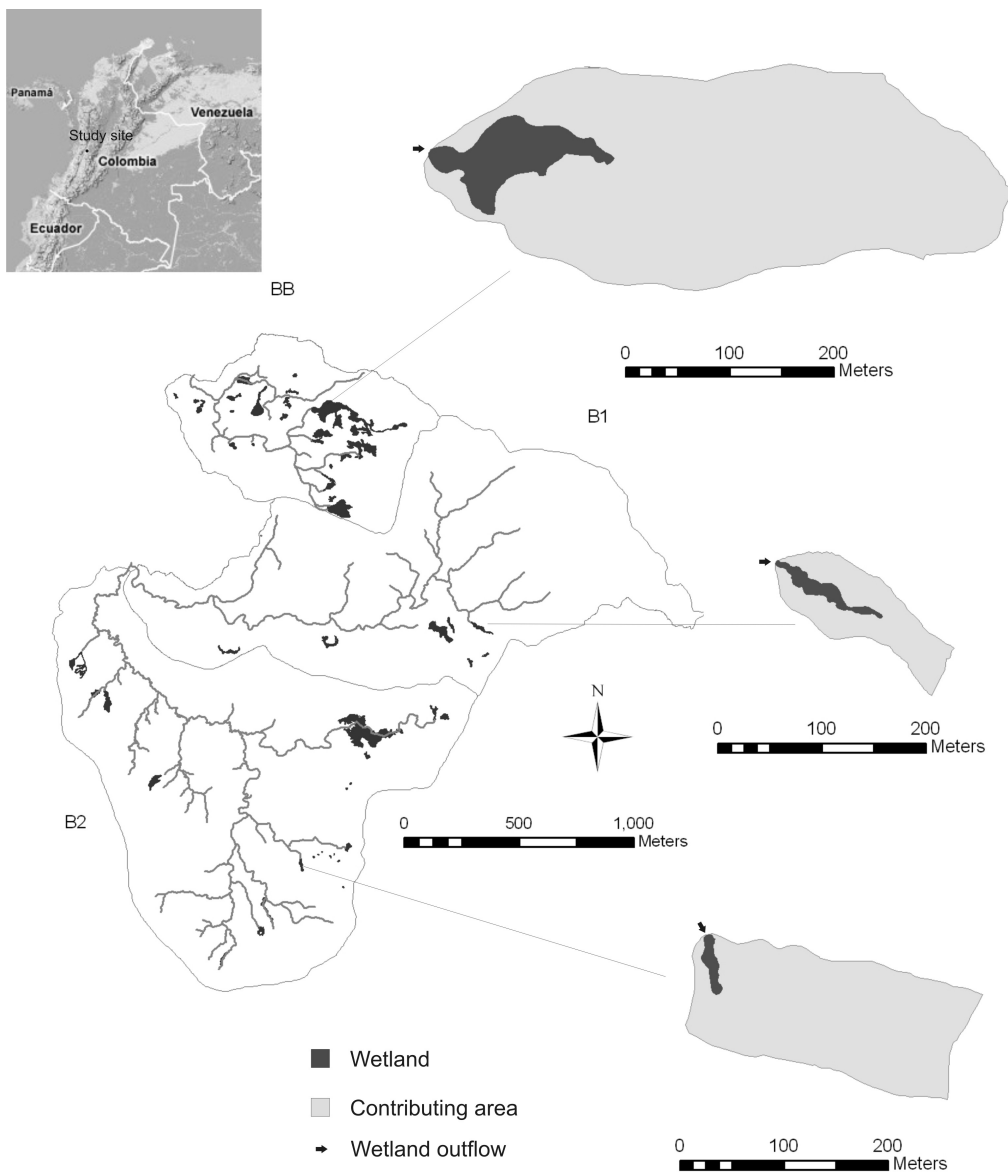 Panamá
Venezuela
Study site
Colombia
Ecuador
BB
0 100 200
Meters
B1
0 100 200
Meters
N
B2
0 500 1,000
Meters
Wetland
Contributing area
Wetland outflow
0 100 200
Meters